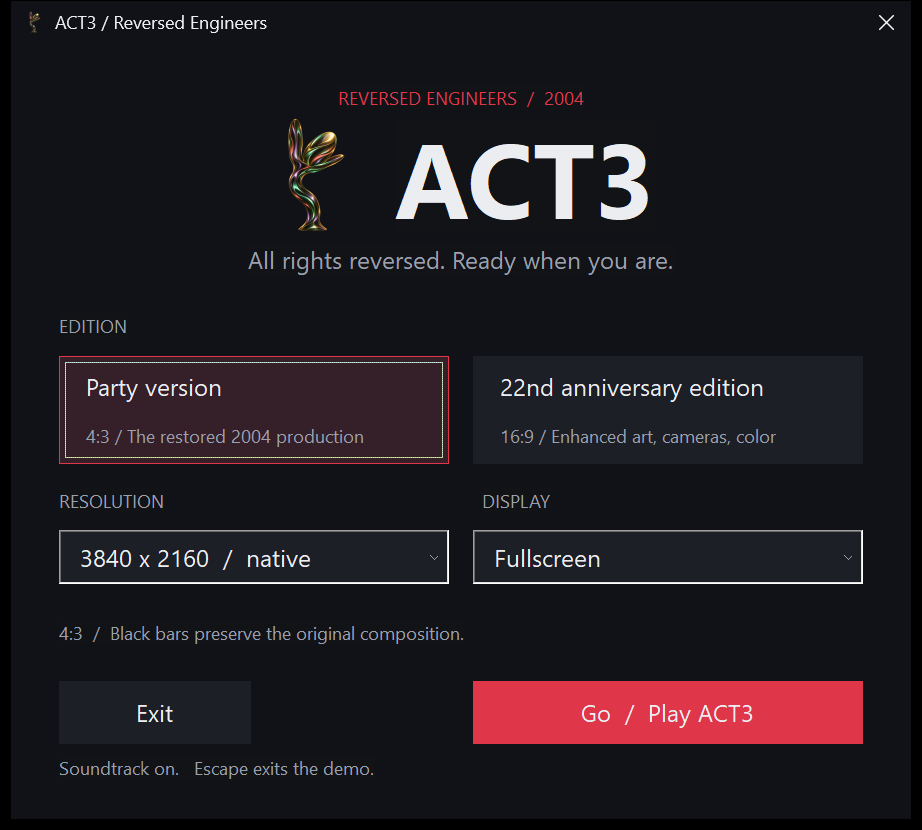 ACT3 / Reversed Engineers
REVERSED ENGINEERS / 2004
ACT3
All rights reversed. Ready when you are.
EDITION
Party version
4:3 / The restored 2004 production
22nd anniversary edition
16:9 / Enhanced art, cameras, color
RESOLUTION
3840 x 2160 / native
DISPLAY
Fullscreen
4:3 / Black bars preserve the original composition.
Exit
Go / Play ACT3
Soundtrack on. Escape exits the demo.